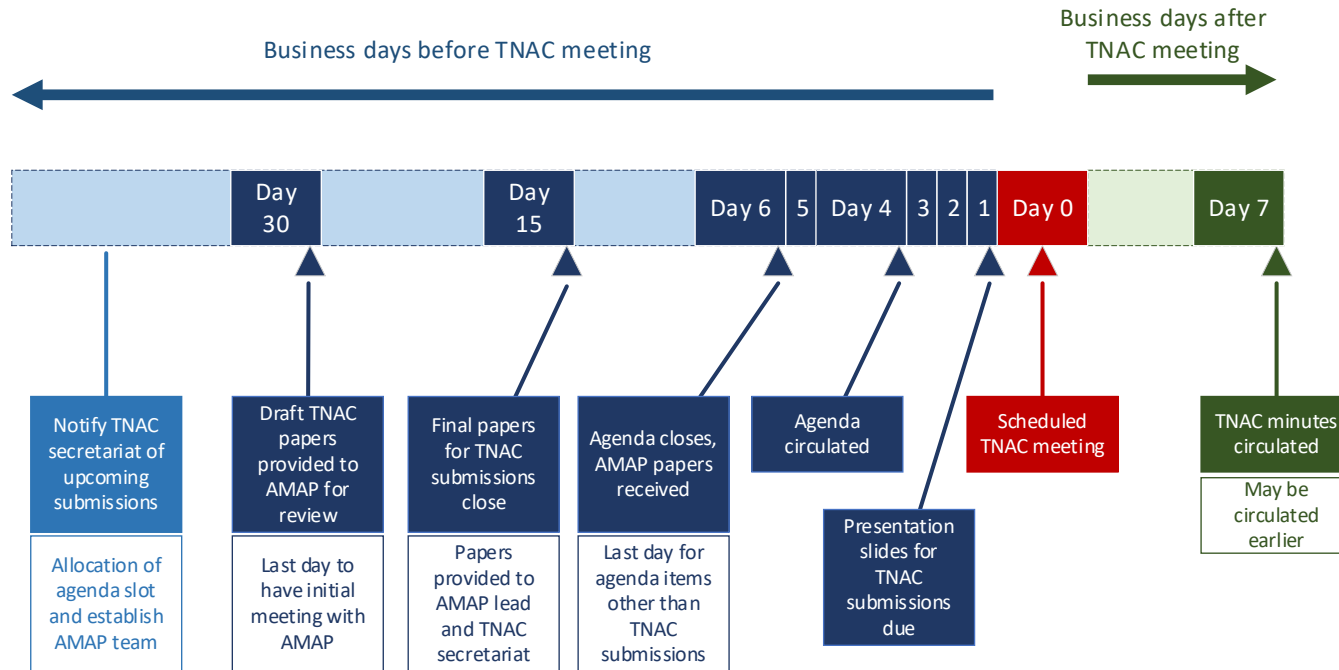 Business days before TNAC meeting
Business days after
TNAC meeting
Day
30
Day
15
Day 6
5
Day 4
3
2
1
Day 0
Day 7
Notify TNAC
secretariat of
upcoming
submissions
Allocation of
agenda slot
and establish
AMAP team
Draft TNAC
papers
provided to
AMAP for
review
Last day to
have initial
meeting with
AMAP
Final papers
for TNAC
submissions
close
Papers
provided to
AMAP lead
and TNAC
secretariat
Agenda closes,
AMAP papers
received
Last day for
agenda items
other than
TNAC
submissions
Agenda
circulated
Presentation
slides for
TNAC
submissions
due
Scheduled
TNAC meeting
TNAC minutes
circulated
May be
circulated
earlier